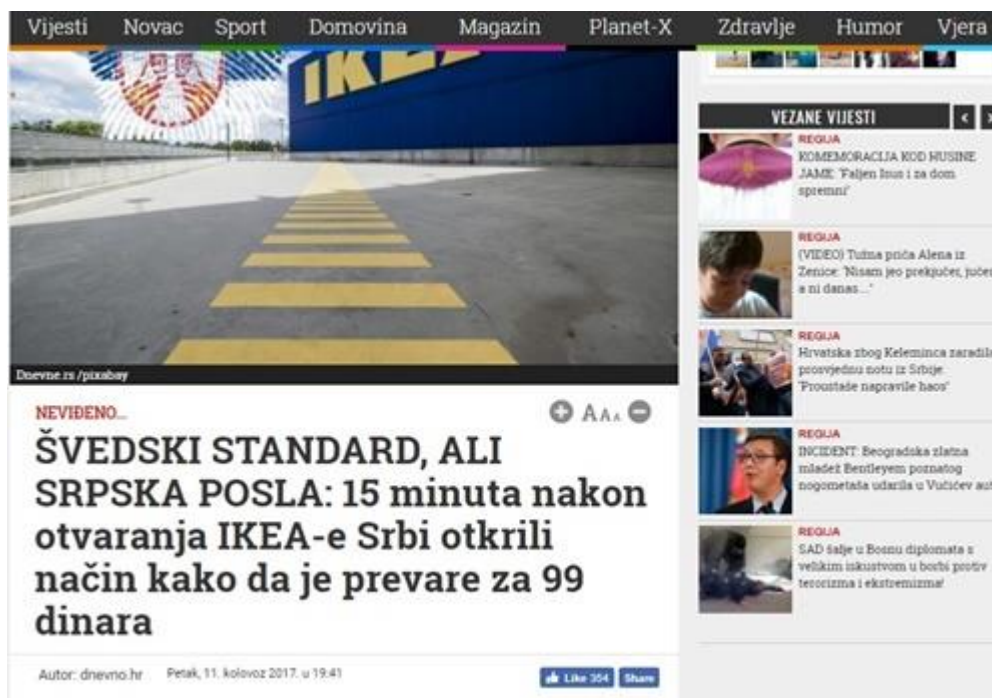 Vijesti Novac Sport Domovina Magazin Planet-X Zdravlje Humor Vjera
IKEA
Dnevne.rs/pixabay
NEVIĐENO...
AAA
ŠVEDSKI STANDARD, ALI
SRPSKA POSLA: 15 minuta nakon
otvaranja IKEA-e Srbi otkrili
način kako da je prevare za 99
dinara
Autor: dnevno.hr Petak, 11. kolovoz 2017. u 19:41
Like 354 Share
VEZANE VIJESTI
REGIJA
KOMEMORACIJA KOD HUSINE
JAME: 'Faljen Isus i za dom
spremni'
REGIJA
(VIDEO) Tužna priča Alena iz
Zenice: 'Nisam jeo prekjučer, jučer
a ni danas...'
REGIJA
Hrvatska zbog Keleminca zaradila
prosvjednu notu iz Srbije:
'Proustaše napravile haos'
REGIJA
INCIDENT: Beogradska zlatna
mladež Bentleyem poznatog
nogometaša udarila u Vučićev aut
REGIJA
SAD šalje u Bosnu diplomata s
velikim iskustvom u borbi protiv
terorizma i ekstremizma!